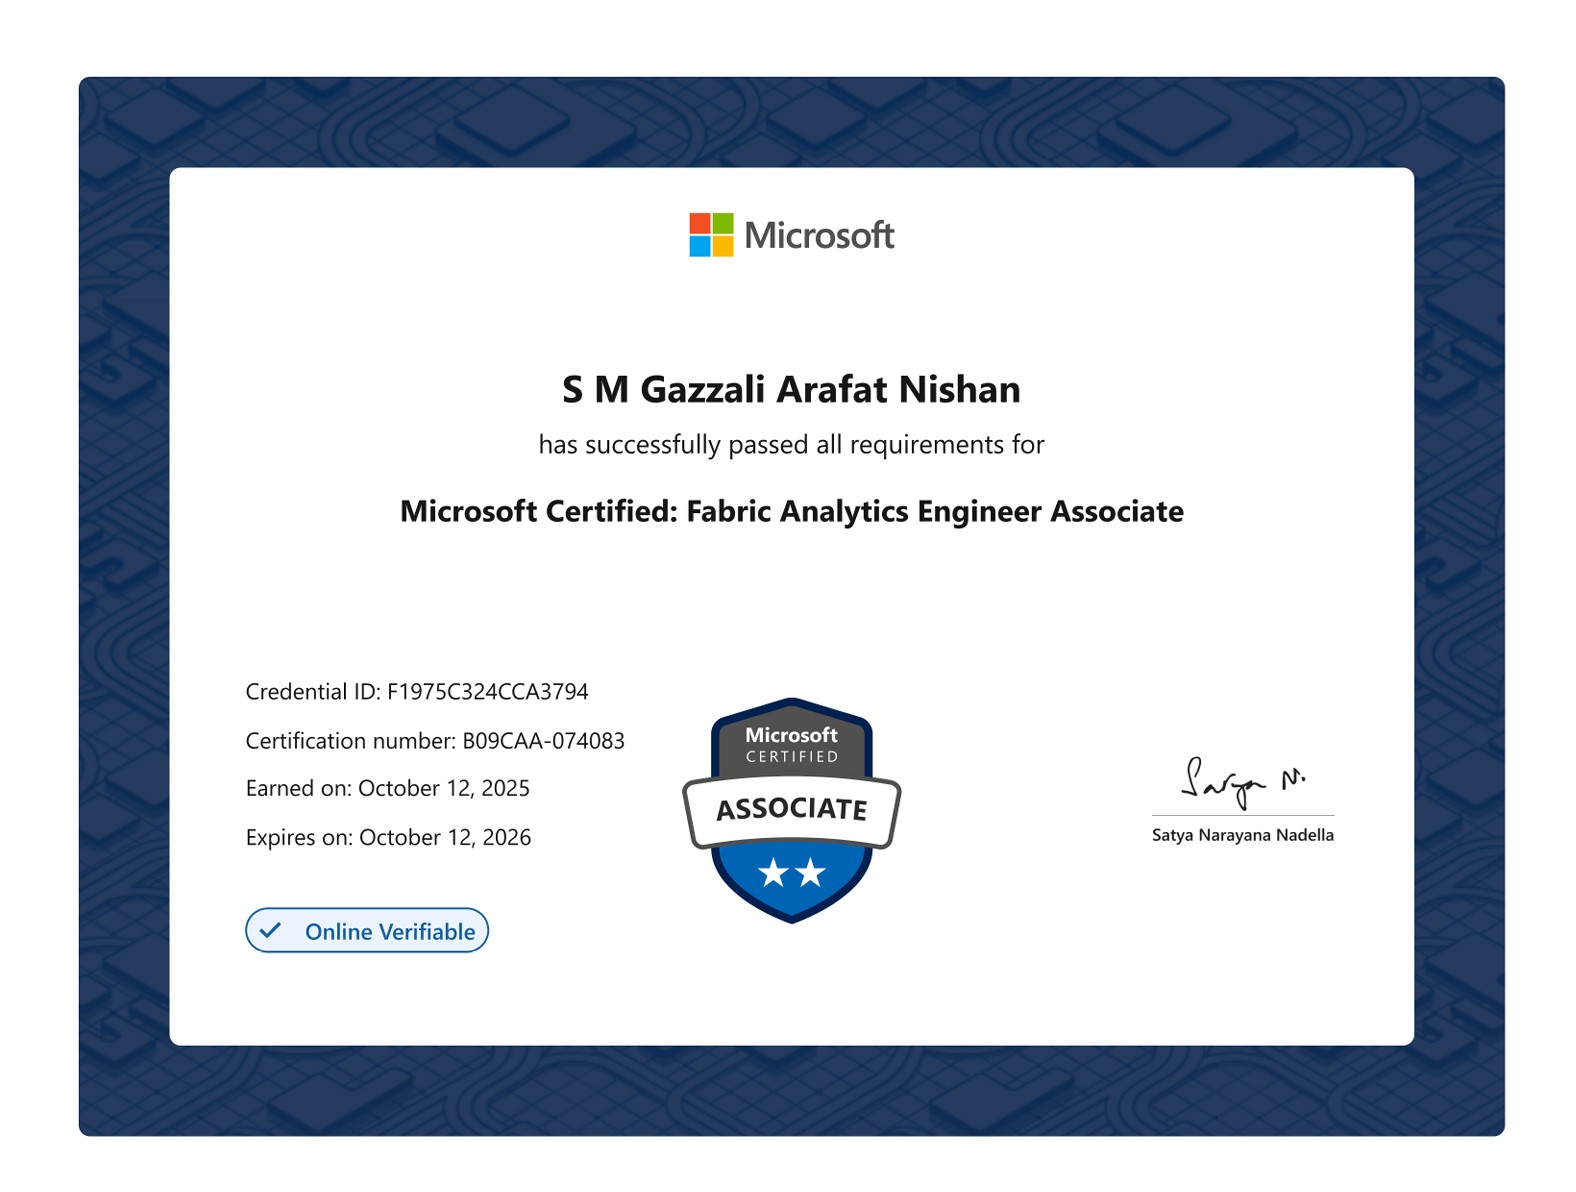 Microsoft
S M Gazzali Arafat Nishan
has successfully passed all requirements for
Microsoft Certified: Fabric Analytics Engineer Associate
Credential ID: F1975C324CCA3794
Certification number: B09CAA-074083
Earned on: October 12, 2025
Expires on: October 12, 2026
Online Verifiable
Microsoft
CERTIFIED
ASSOCIATE
Satya N.
Satya Narayana Nadella